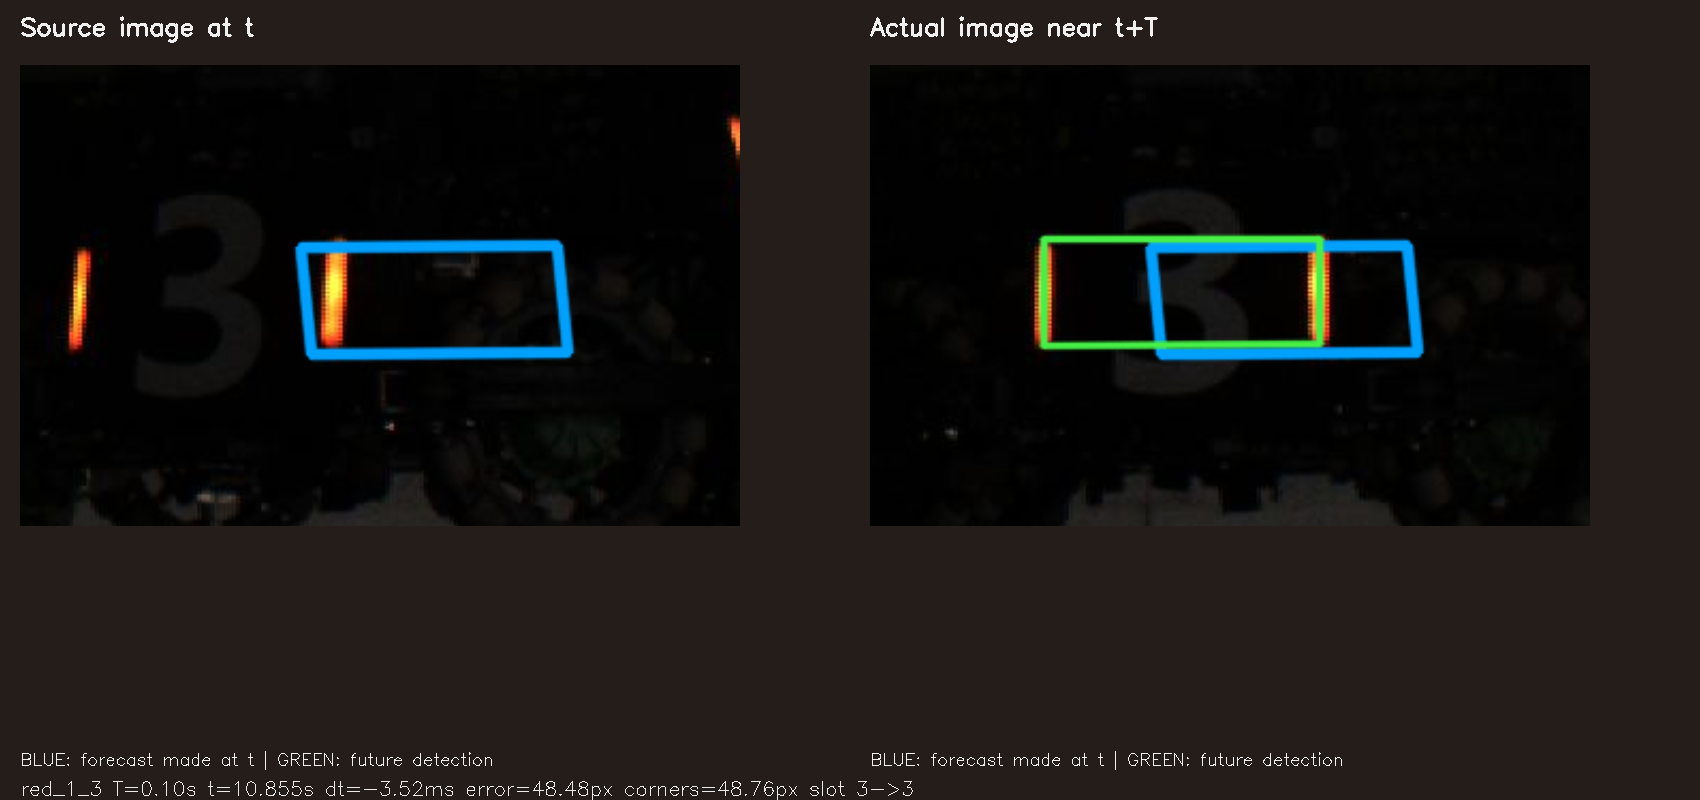 Source image at t
Actual image near t+T
3
3
BLUE: forecast made at t | GREEN: future detection
BLUE: forecast made at t | GREEN: future detection
red_1_3 T=0.10s t=10.855s dt=-3.52ms error=48.48px corners=48.76px slot 3->3